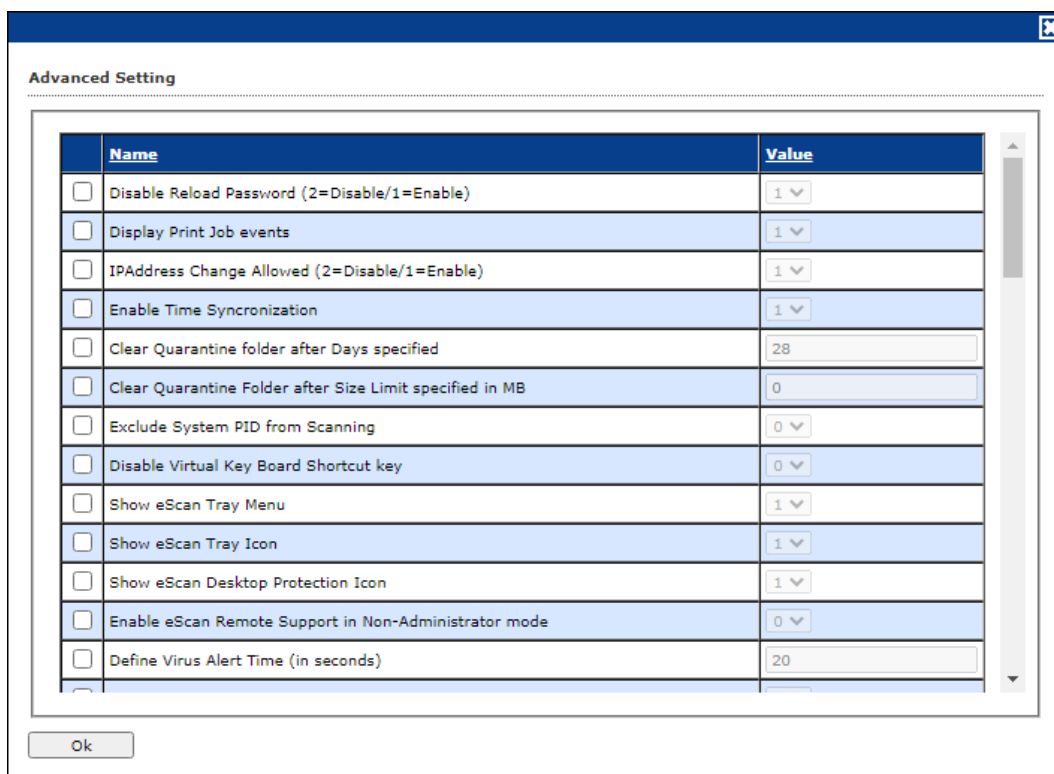 Advanced Setting
Name Value
Disable Reload Password (2=Disable/1=Enable) 1
Display Print Job events 1
IPAddress Change Allowed (2=Disable/1=Enable) 1
Enable Time Syncronization 1
Clear Quarantine folder after Days specified 28
Clear Quarantine Folder after Size Limit specified in MB 0
Exclude System PID from Scanning 0
Disable Virtual Key Board Shortcut key 0
Show eScan Tray Menu 1
Show eScan Tray Icon 1
Show eScan Desktop Protection Icon 1
Enable eScan Remote Support in Non-Administrator mode 0
Define Virus Alert Time (in seconds) 20
Ok